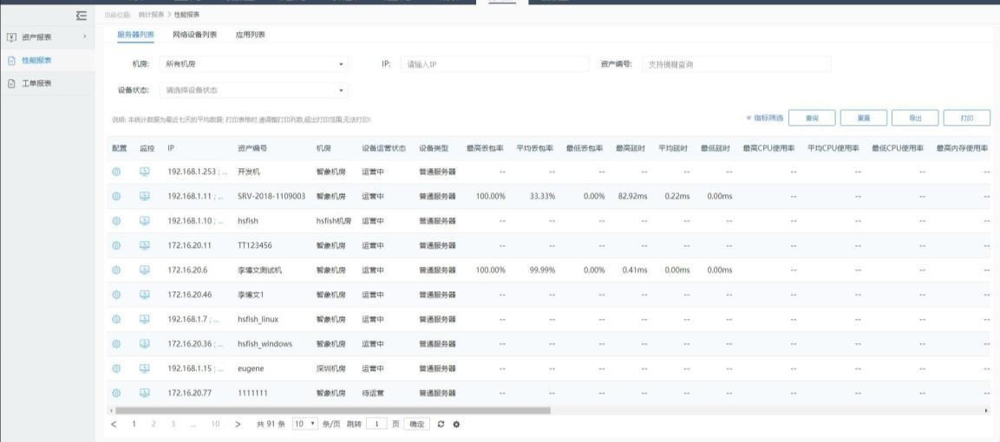 当前位置: 统计报表 > 性能报表
资产报表
性能报表
工单报表
服务器列表 网络设备列表 应用列表
机房: 所有机房 IP: 请输入IP 资产编号: 支持模糊查询
设备状态: 请选择设备状态
说明: 本统计数据为最近七天的平均数据; 打印表格时,请调整打印列数,超出打印范围,无法打印!
指标筛选 查询 重置 导出 打印
配置 监控 IP 资产编号 机房 设备运营状态 设备类型 最高丢包率 平均丢包率 最低丢包率 最高延时 平均延时 最低延时 最高CPU使用率 平均CPU使用率 最低CPU使用率 最高内存使用率
192.168.1.253 ; ... 开发机 智象机房 运营中 普通服务器 -- -- -- -- -- -- -- -- -- --
192.168.1.11 ; ... SRV-2018-1109003 智象机房 运营中 普通服务器 100.00% 33.33% 0.00% 82.92ms 0.22ms 0.00ms -- -- -- --
192.168.1.10 ; ... hsfish hsfish机房 运营中 普通服务器 -- -- -- -- -- -- -- -- -- --
172.16.20.11 TT123456 智象机房 运营中 普通服务器 -- -- -- -- -- -- -- -- -- --
172.16.20.6 李博文测试机 智象机房 运营中 普通服务器 100.00% 99.99% 0.00% 0.41ms 0.00ms 0.00ms -- -- -- --
172.16.20.46 李博文1 智象机房 运营中 普通服务器 -- -- -- -- -- -- -- -- -- --
192.168.1.7 ; ... hsfish_linux 智象机房 运营中 普通服务器 -- -- -- -- -- -- -- -- -- --
172.16.20.36 ; ... hsfish_windows 智象机房 运营中 普通服务器 -- -- -- -- -- -- -- -- -- --
192.168.1.15 ; ... eugene 深圳机房 运营中 普通服务器 -- -- -- -- -- -- -- -- -- --
172.16.20.77 1111111 智象机房 待运营 普通服务器 -- -- -- -- -- -- -- -- -- --
< 1 2 3 ... 10 > 共 91 条 10 条/页 跳转 1 页 确定